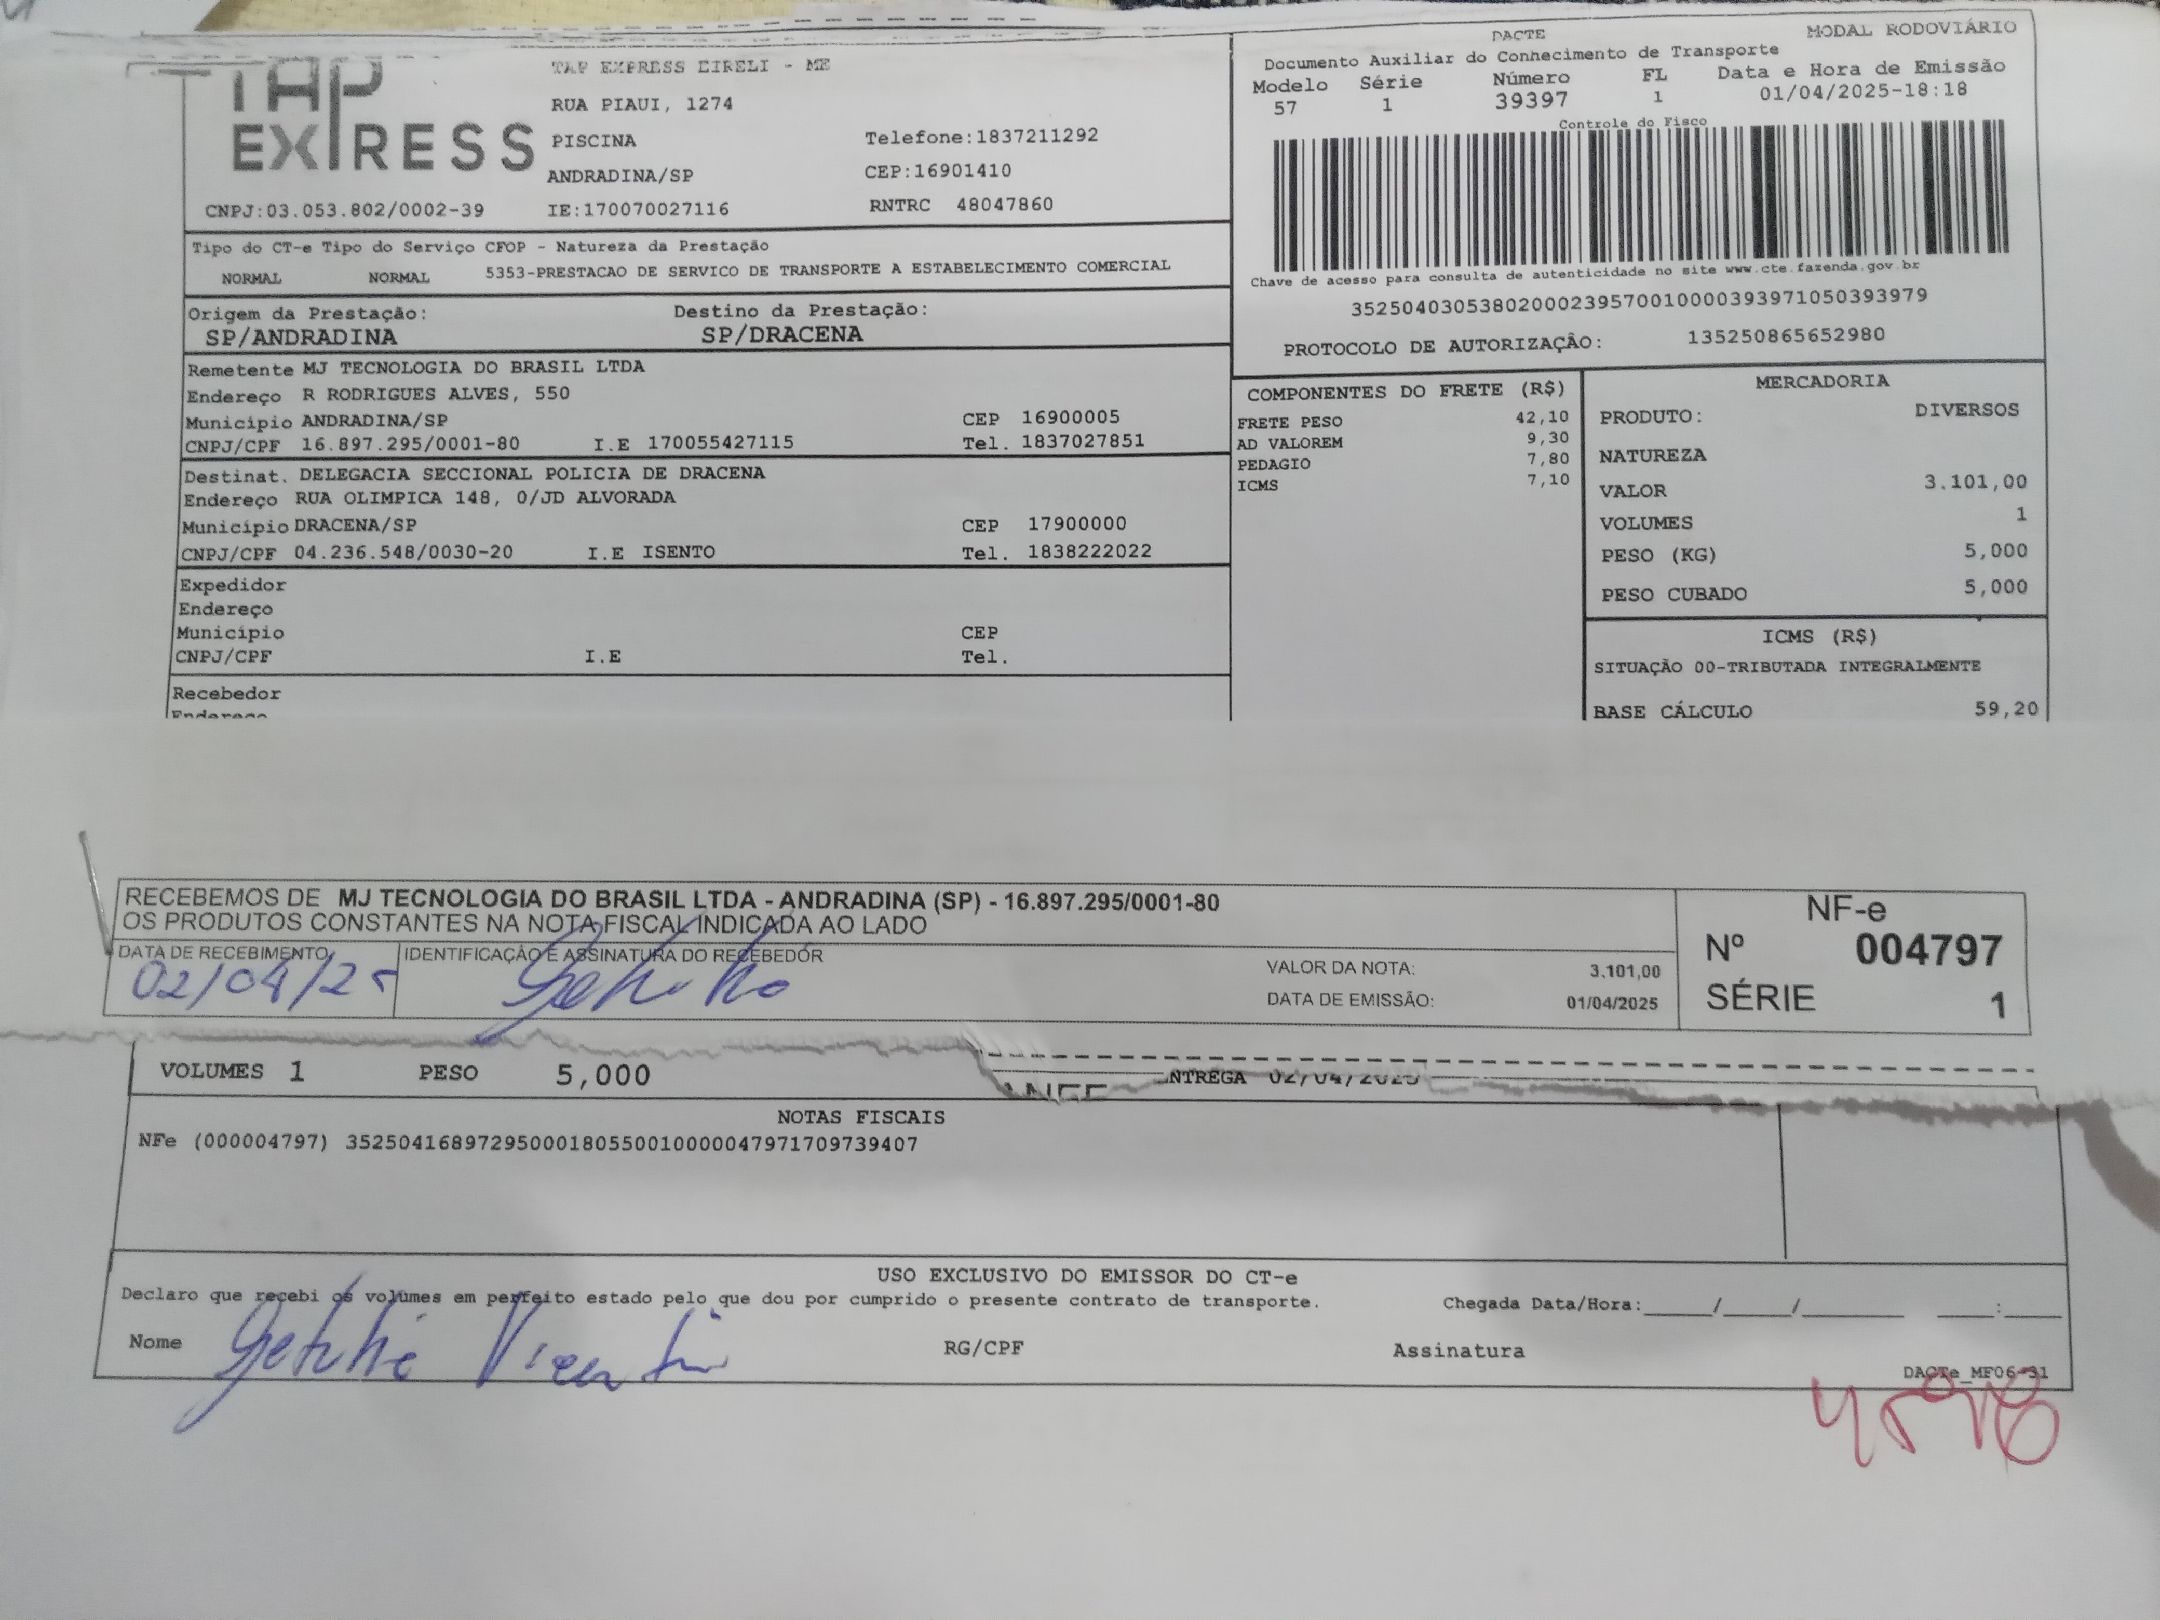 TAP
EXPRESS
TAP EXPRESS EIRELI - ME
RUA PIAUI, 1274
PISCINA Telefone:1837211292
ANDRADINA/SP CEP:16901410
CNPJ:03.053.802/0002-39 IE:170070027116 RNTRC 48047860
DACTE MODAL RODOVIÁRIO
Documento Auxiliar do Conhecimento de Transporte
Modelo Série Número FL Data e Hora de Emissão
57 1 39397 1 01/04/2025-18:18
Controle do Fisco
Chave de acesso para consulta de autenticidade no site www.cte.fazenda.gov.br
35250403053802000239570010000393971050393979
PROTOCOLO DE AUTORIZAÇÃO: 135250865652980
Tipo do CT-e Tipo do Serviço CFOP - Natureza da Prestação
NORMAL NORMAL 5353-PRESTACAO DE SERVICO DE TRANSPORTE A ESTABELECIMENTO COMERCIAL
Origem da Prestação: Destino da Prestação:
SP/ANDRADINA SP/DRACENA
Remetente MJ TECNOLOGIA DO BRASIL LTDA
Endereço R RODRIGUES ALVES, 550
Município ANDRADINA/SP CEP 16900005
CNPJ/CPF 16.897.295/0001-80 I.E 170055427115 Tel. 1837027851
Destinat. DELEGACIA SECCIONAL POLICIA DE DRACENA
Endereço RUA OLIMPICA 148, 0/JD ALVORADA
Município DRACENA/SP CEP 17900000
CNPJ/CPF 04.236.548/0030-20 I.E ISENTO Tel. 1838222022
Expedidor
Endereço
Município CEP
CNPJ/CPF I.E Tel.
Recebedor
Endereço
COMPONENTES DO FRETE (R$)
FRETE PESO 42,10
AD VALOREM 9,30
PEDAGIO 7,80
ICMS 7,10
MERCADORIA
PRODUTO: DIVERSOS
NATUREZA
VALOR 3.101,00
VOLUMES 1
PESO (KG) 5,000
PESO CUBADO 5,000
ICMS (R$)
SITUAÇÃO 00-TRIBUTADA INTEGRALMENTE
BASE CÁLCULO 59,20
RECEBEMOS DE MJ TECNOLOGIA DO BRASIL LTDA - ANDRADINA (SP) - 16.897.295/0001-80
OS PRODUTOS CONSTANTES NA NOTA FISCAL INDICADA AO LADO
DATA DE RECEBIMENTO IDENTIFICAÇÃO E ASSINATURA DO RECEBEDOR
02/04/25
VALOR DA NOTA: 3.101,00
DATA DE EMISSÃO: 01/04/2025
NF-e
Nº 004797
SÉRIE 1
VOLUMES 1 PESO 5,000 NTREGA 02/04/2025
NOTAS FISCAIS
NFe (000004797) 35250416897295000180550010000047971709739407
USO EXCLUSIVO DO EMISSOR DO CT-e
Declaro que recebi os volumes em perfeito estado pelo que dou por cumprido o presente contrato de transporte. Chegada Data/Hora:_____/_____/_______ ____:____
Nome RG/CPF Assinatura
DACTe_MF06-31